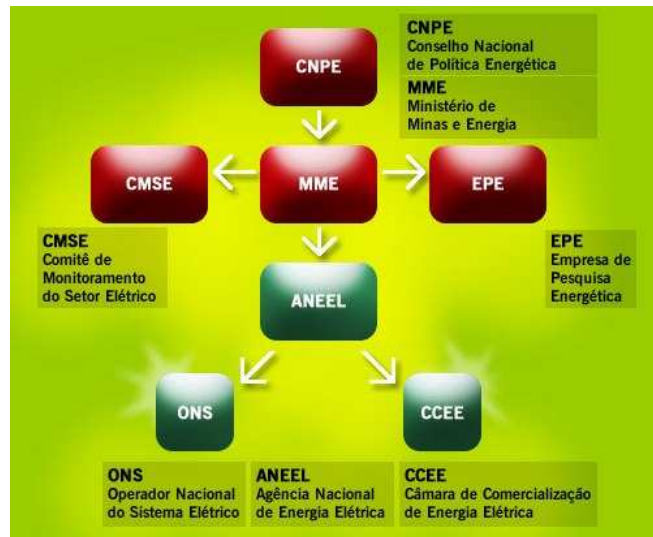 CNPE
CNPE
Conselho Nacional
de Política Energética
MME
Ministério de
Minas e Energia
CMSE
MME
EPE
CMSE
Comitê de
Monitoramento
do Setor Elétrico
EPE
Empresa de
Pesquisa
Energética
ANEEL
ONS
CCEE
ONS
Operador Nacional
do Sistema Elétrico
ANEEL
Agência Nacional
de Energia Elétrica
CCEE
Câmara de Comercialização
de Energia Elétrica